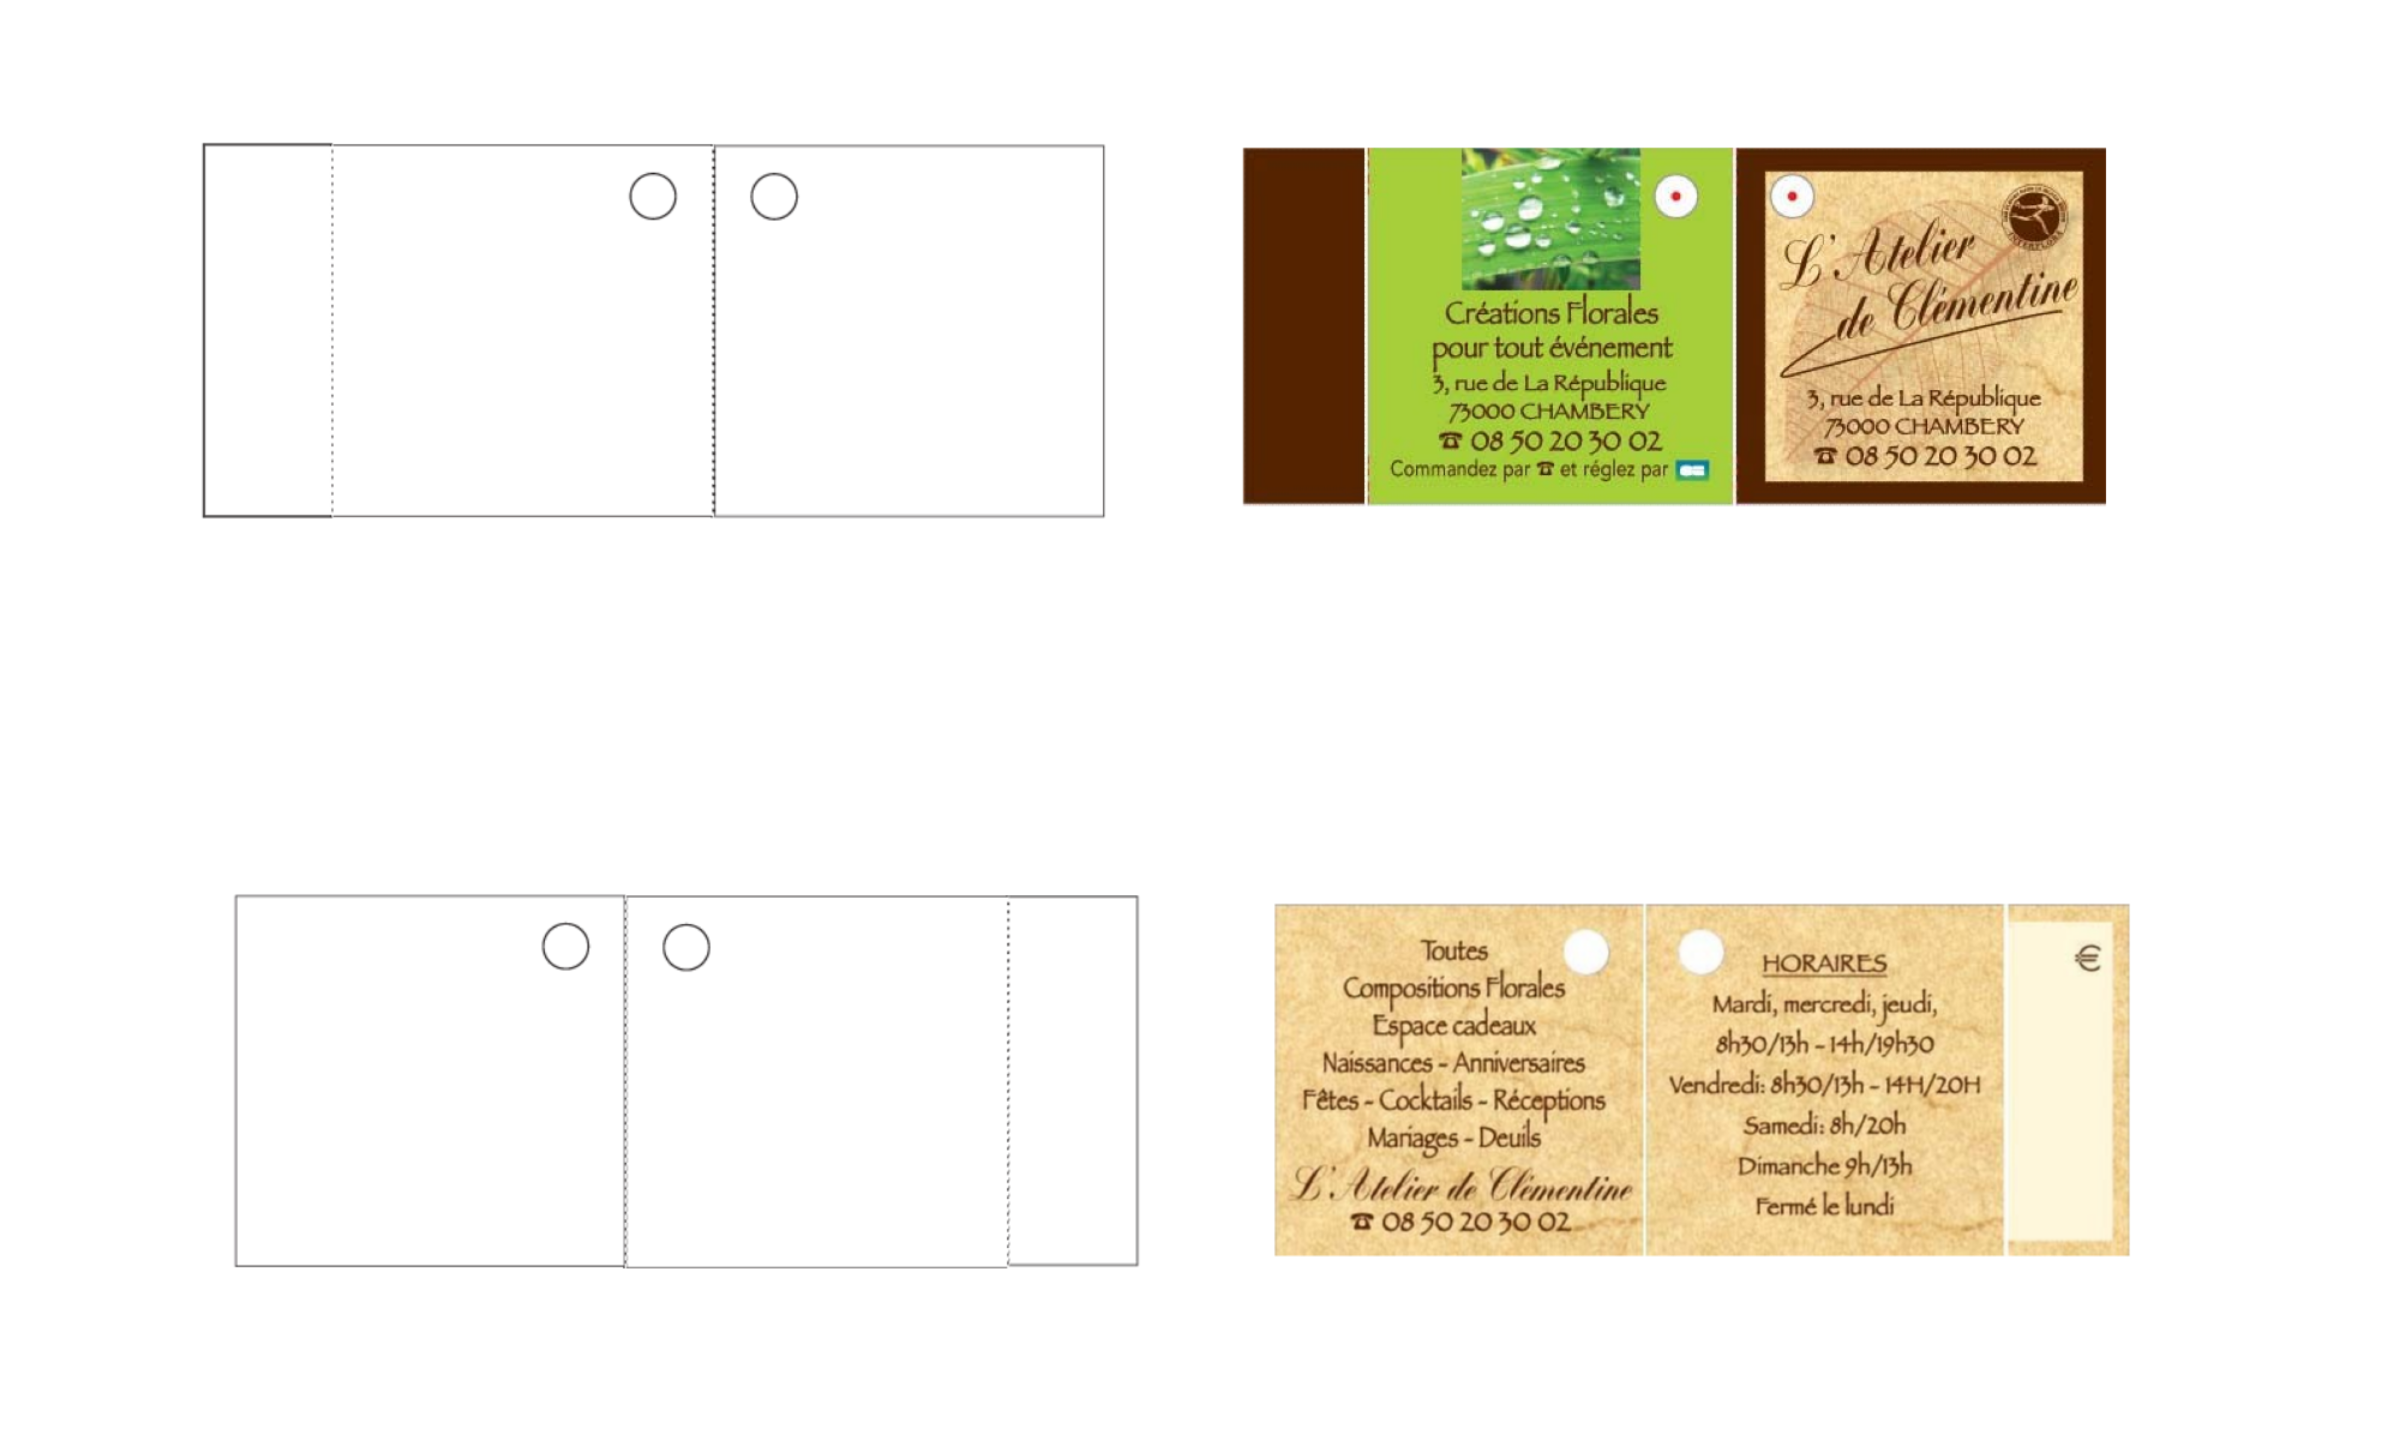 Créations Florales
pour tout événement
3, rue de La République
73000 CHAMBERY
☎ 08 50 20 30 02
Commandez par ☎ et réglez par
L'Atelier
de Clémentine
INTERFLORA
3, rue de La République
73000 CHAMBERY
☎ 08 50 20 30 02
Toutes
Compositions Florales
Espace cadeaux
Naissances - Anniversaires
Fêtes - Cocktails - Réceptions
Mariages - Deuils
L'Atelier de Clémentine
☎ 08 50 20 30 02
HORAIRES
Mardi, mercredi, jeudi,
8h30/13h - 14h/19h30
Vendredi: 8h30/13h - 14H/20H
Samedi: 8h/20h
Dimanche 9h/13h
Fermé le lundi
€